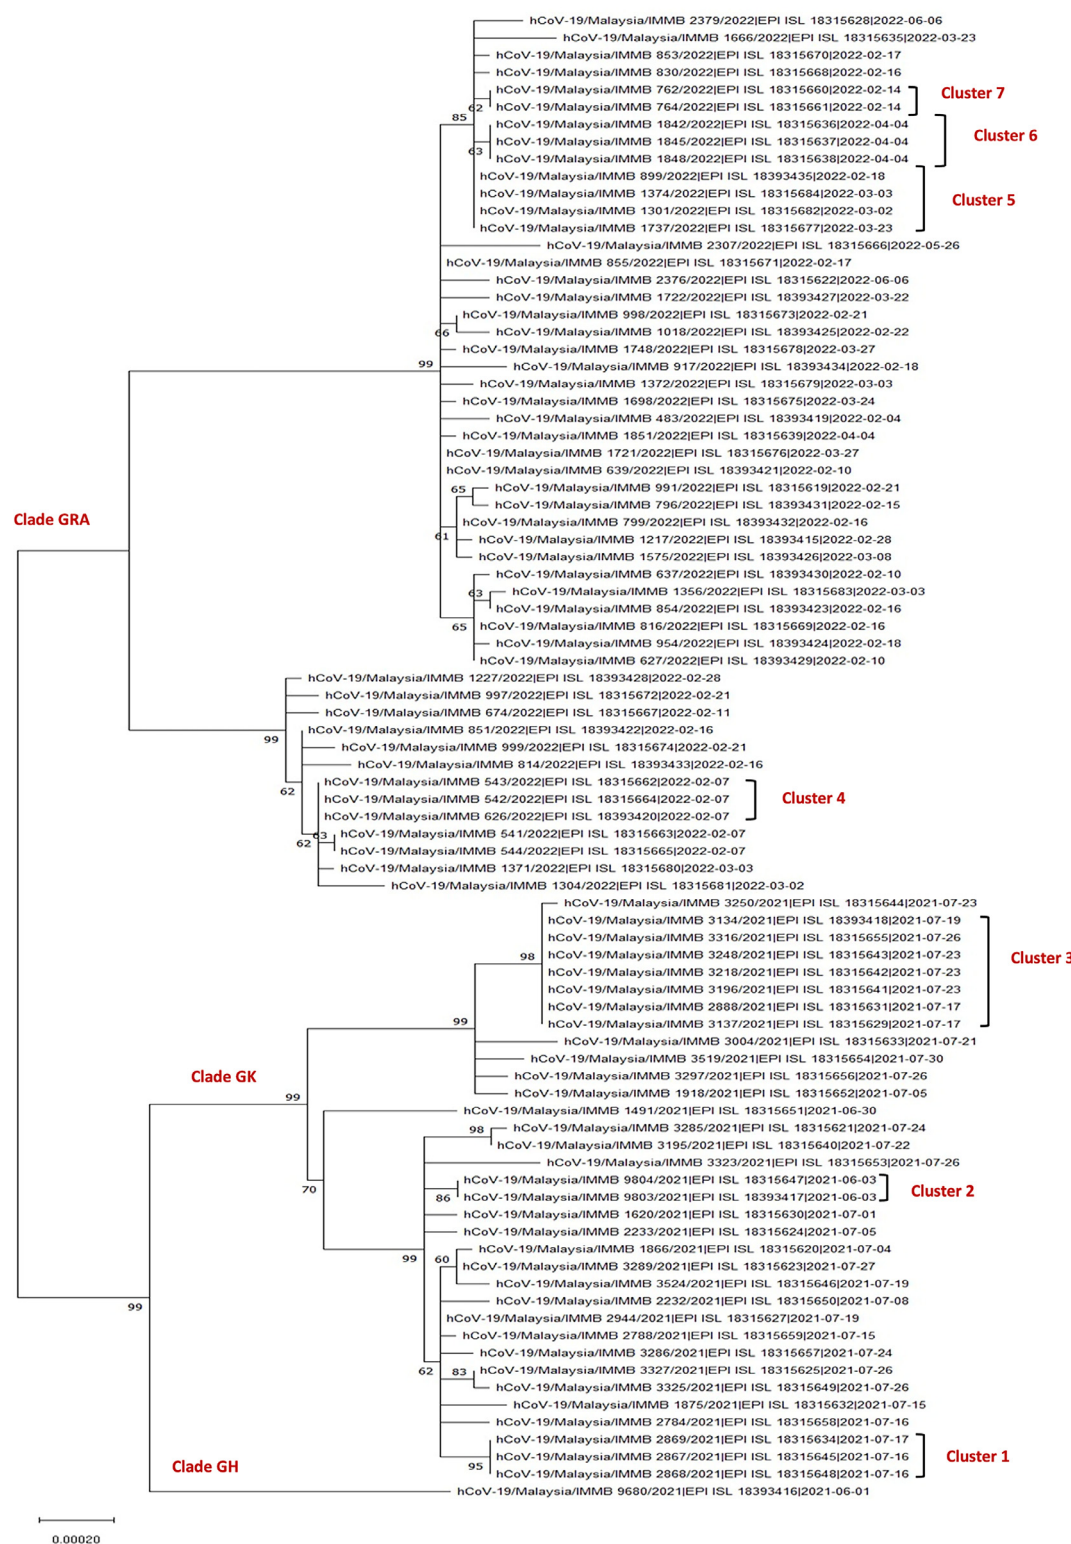 hCoV-19/Malaysia/IMMB 2379/2022|EPI ISL 18315628|2022-06-06
hCoV-19/Malaysia/IMMB 1666/2022|EPI ISL 18315635|2022-03-23
hCoV-19/Malaysia/IMMB 853/2022|EPI ISL 18315670|2022-02-17
hCoV-19/Malaysia/IMMB 830/2022|EPI ISL 18315668|2022-02-16
hCoV-19/Malaysia/IMMB 762/2022|EPI ISL 18315660|2022-02-14
Cluster 7
62
hCoV-19/Malaysia/IMMB 764/2022|EPI ISL 18315661|2022-02-14
85
hCoV-19/Malaysia/IMMB 1842/2022|EPI ISL 18315636|2022-04-04
Cluster 6
hCoV-19/Malaysia/IMMB 1845/2022|EPI ISL 18315637|2022-04-04
63
hCoV-19/Malaysia/IMMB 1848/2022|EPI ISL 18315638|2022-04-04
hCoV-19/Malaysia/IMMB 899/2022|EPI ISL 18393435|2022-02-18
hCoV-19/Malaysia/IMMB 1374/2022|EPI ISL 18315684|2022-03-03
Cluster 5
hCoV-19/Malaysia/IMMB 1301/2022|EPI ISL 18315682|2022-03-02
hCoV-19/Malaysia/IMMB 1737/2022|EPI ISL 18315677|2022-03-23
hCoV-19/Malaysia/IMMB 2307/2022|EPI ISL 18315666|2022-05-26
hCoV-19/Malaysia/IMMB 855/2022|EPI ISL 18315671|2022-02-17
hCoV-19/Malaysia/IMMB 2376/2022|EPI ISL 18315622|2022-06-06
hCoV-19/Malaysia/IMMB 1722/2022|EPI ISL 18393427|2022-03-22
hCoV-19/Malaysia/IMMB 998/2022|EPI ISL 18315673|2022-02-21
66
hCoV-19/Malaysia/IMMB 1018/2022|EPI ISL 18393425|2022-02-22
hCoV-19/Malaysia/IMMB 1748/2022|EPI ISL 18315678|2022-03-27
99
hCoV-19/Malaysia/IMMB 917/2022|EPI ISL 18393434|2022-02-18
hCoV-19/Malaysia/IMMB 1372/2022|EPI ISL 18315679|2022-03-03
hCoV-19/Malaysia/IMMB 1698/2022|EPI ISL 18315675|2022-03-24
hCoV-19/Malaysia/IMMB 483/2022|EPI ISL 18393419|2022-02-04
hCoV-19/Malaysia/IMMB 1851/2022|EPI ISL 18315639|2022-04-04
hCoV-19/Malaysia/IMMB 1721/2022|EPI ISL 18315676|2022-03-27
hCoV-19/Malaysia/IMMB 639/2022|EPI ISL 18393421|2022-02-10
65
hCoV-19/Malaysia/IMMB 991/2022|EPI ISL 18315619|2022-02-21
hCoV-19/Malaysia/IMMB 796/2022|EPI ISL 18393431|2022-02-15
Clade GRA
hCoV-19/Malaysia/IMMB 799/2022|EPI ISL 18393432|2022-02-16
61
hCoV-19/Malaysia/IMMB 1217/2022|EPI ISL 18393415|2022-02-28
hCoV-19/Malaysia/IMMB 1575/2022|EPI ISL 18393426|2022-03-08
hCoV-19/Malaysia/IMMB 637/2022|EPI ISL 18393430|2022-02-10
63
hCoV-19/Malaysia/IMMB 1356/2022|EPI ISL 18315683|2022-03-03
hCoV-19/Malaysia/IMMB 854/2022|EPI ISL 18393423|2022-02-16
65
hCoV-19/Malaysia/IMMB 816/2022|EPI ISL 18315669|2022-02-16
hCoV-19/Malaysia/IMMB 954/2022|EPI ISL 18393424|2022-02-18
hCoV-19/Malaysia/IMMB 627/2022|EPI ISL 18393429|2022-02-10
hCoV-19/Malaysia/IMMB 1227/2022|EPI ISL 18393428|2022-02-28
hCoV-19/Malaysia/IMMB 997/2022|EPI ISL 18315672|2022-02-21
hCoV-19/Malaysia/IMMB 674/2022|EPI ISL 18315667|2022-02-11
hCoV-19/Malaysia/IMMB 851/2022|EPI ISL 18393422|2022-02-16
99
hCoV-19/Malaysia/IMMB 999/2022|EPI ISL 18315674|2022-02-21
hCoV-19/Malaysia/IMMB 814/2022|EPI ISL 18393433|2022-02-16
hCoV-19/Malaysia/IMMB 543/2022|EPI ISL 18315662|2022-02-07
62
hCoV-19/Malaysia/IMMB 542/2022|EPI ISL 18315664|2022-02-07
Cluster 4
hCoV-19/Malaysia/IMMB 626/2022|EPI ISL 18393420|2022-02-07
63
hCoV-19/Malaysia/IMMB 541/2022|EPI ISL 18315663|2022-02-07
62
hCoV-19/Malaysia/IMMB 544/2022|EPI ISL 18315665|2022-02-07
hCoV-19/Malaysia/IMMB 1371/2022|EPI ISL 18315680|2022-03-03
hCoV-19/Malaysia/IMMB 1304/2022|EPI ISL 18315681|2022-03-02
hCoV-19/Malaysia/IMMB 3250/2021|EPI ISL 18315644|2021-07-23
hCoV-19/Malaysia/IMMB 3134/2021|EPI ISL 18393418|2021-07-19
hCoV-19/Malaysia/IMMB 3316/2021|EPI ISL 18315655|2021-07-26
98
hCoV-19/Malaysia/IMMB 3248/2021|EPI ISL 18315643|2021-07-23
Cluster 3
hCoV-19/Malaysia/IMMB 3218/2021|EPI ISL 18315642|2021-07-23
hCoV-19/Malaysia/IMMB 3196/2021|EPI ISL 18315641|2021-07-23
hCoV-19/Malaysia/IMMB 2888/2021|EPI ISL 18315631|2021-07-17
99
hCoV-19/Malaysia/IMMB 3137/2021|EPI ISL 18315629|2021-07-17
hCoV-19/Malaysia/IMMB 3004/2021|EPI ISL 18315633|2021-07-21
hCoV-19/Malaysia/IMMB 3519/2021|EPI ISL 18315654|2021-07-30
Clade GK
hCoV-19/Malaysia/IMMB 3297/2021|EPI ISL 18315656|2021-07-26
99
hCoV-19/Malaysia/IMMB 1918/2021|EPI ISL 18315652|2021-07-05
hCoV-19/Malaysia/IMMB 1491/2021|EPI ISL 18315651|2021-06-30
98
hCoV-19/Malaysia/IMMB 3285/2021|EPI ISL 18315621|2021-07-24
hCoV-19/Malaysia/IMMB 3195/2021|EPI ISL 18315640|2021-07-22
hCoV-19/Malaysia/IMMB 3323/2021|EPI ISL 18315653|2021-07-26
hCoV-19/Malaysia/IMMB 9804/2021|EPI ISL 18315647|2021-06-03
70
Cluster 2
86
hCoV-19/Malaysia/IMMB 9803/2021|EPI ISL 18393417|2021-06-03
hCoV-19/Malaysia/IMMB 1620/2021|EPI ISL 18315630|2021-07-01
hCoV-19/Malaysia/IMMB 2233/2021|EPI ISL 18315624|2021-07-05
hCoV-19/Malaysia/IMMB 1866/2021|EPI ISL 18315620|2021-07-04
99
60
hCoV-19/Malaysia/IMMB 3289/2021|EPI ISL 18315623|2021-07-27
hCoV-19/Malaysia/IMMB 3524/2021|EPI ISL 18315646|2021-07-19
hCoV-19/Malaysia/IMMB 2232/2021|EPI ISL 18315650|2021-07-08
99
hCoV-19/Malaysia/IMMB 2944/2021|EPI ISL 18315627|2021-07-19
hCoV-19/Malaysia/IMMB 2788/2021|EPI ISL 18315659|2021-07-15
hCoV-19/Malaysia/IMMB 3286/2021|EPI ISL 18315657|2021-07-24
62
83
hCoV-19/Malaysia/IMMB 3327/2021|EPI ISL 18315625|2021-07-26
hCoV-19/Malaysia/IMMB 3325/2021|EPI ISL 18315649|2021-07-26
hCoV-19/Malaysia/IMMB 1875/2021|EPI ISL 18315632|2021-07-15
hCoV-19/Malaysia/IMMB 2784/2021|EPI ISL 18315658|2021-07-16
hCoV-19/Malaysia/IMMB 2869/2021|EPI ISL 18315634|2021-07-17
hCoV-19/Malaysia/IMMB 2867/2021|EPI ISL 18315645|2021-07-16
Cluster 1
Clade GH
95
hCoV-19/Malaysia/IMMB 2868/2021|EPI ISL 18315648|2021-07-16
hCoV-19/Malaysia/IMMB 9680/2021|EPI ISL 18393416|2021-06-01
0.00020